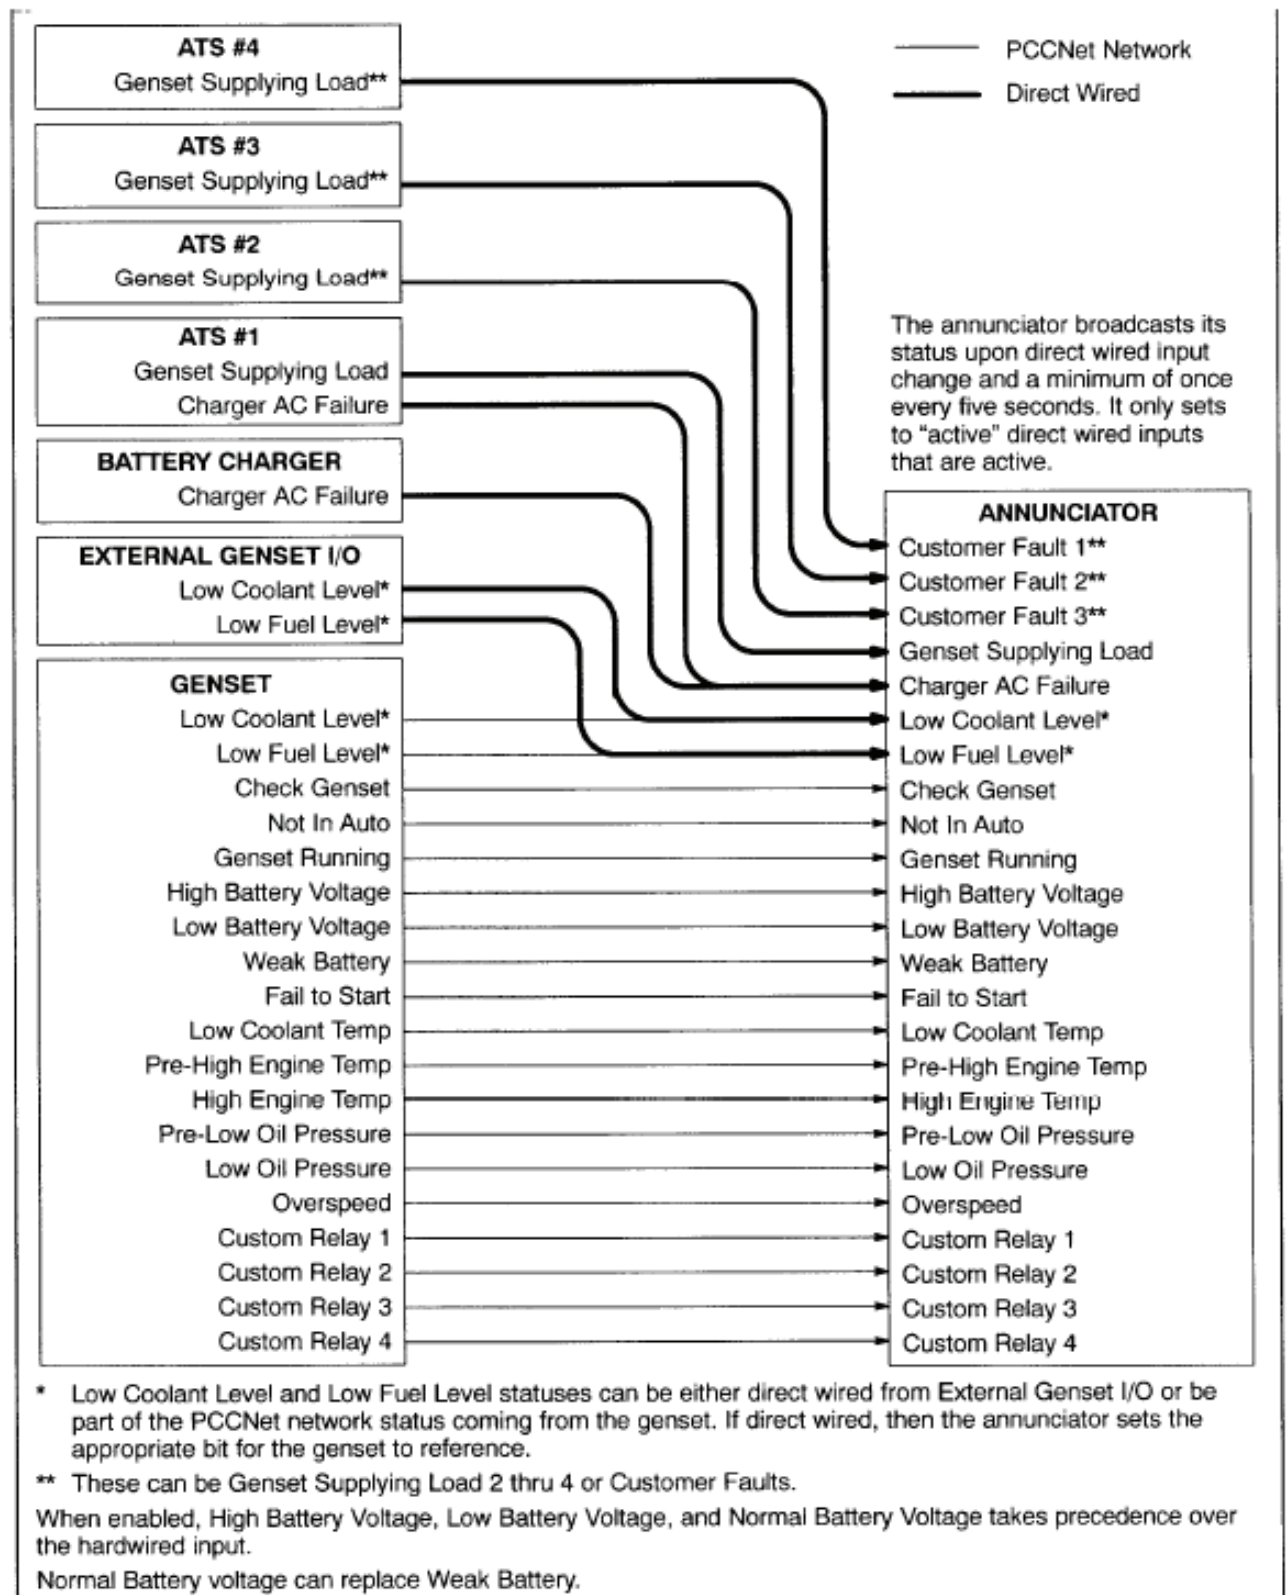 ATS #4
Genset Supplying Load**
ATS #3
Genset Supplying Load**
ATS #2
Genset Supplying Load**
ATS #1
Genset Supplying Load
Charger AC Failure
BATTERY CHARGER
Charger AC Failure
EXTERNAL GENSET I/O
Low Coolant Level*
Low Fuel Level*
GENSET
Low Coolant Level*
Low Fuel Level*
Check Genset
Not In Auto
Genset Running
High Battery Voltage
Low Battery Voltage
Weak Battery
Fail to Start
Low Coolant Temp
Pre-High Engine Temp
High Engine Temp
Pre-Low Oil Pressure
Low Oil Pressure
Overspeed
Custom Relay 1
Custom Relay 2
Custom Relay 3
Custom Relay 4
PCCNet Network
Direct Wired
The annunciator broadcasts its
status upon direct wired input
change and a minimum of once
every five seconds. It only sets
to “active” direct wired inputs
that are active.
ANNUNCIATOR
Customer Fault 1**
Customer Fault 2**
Customer Fault 3**
Genset Supplying Load
Charger AC Failure
Low Coolant Level*
Low Fuel Level*
Check Genset
Not In Auto
Genset Running
High Battery Voltage
Low Battery Voltage
Weak Battery
Fail to Start
Low Coolant Temp
Pre-High Engine Temp
High Engine Temp
Pre-Low Oil Pressure
Low Oil Pressure
Overspeed
Custom Relay 1
Custom Relay 2
Custom Relay 3
Custom Relay 4
* Low Coolant Level and Low Fuel Level statuses can be either direct wired from External Genset I/O or be
part of the PCCNet network status coming from the genset. If direct wired, then the annunciator sets the
appropriate bit for the genset to reference.
** These can be Genset Supplying Load 2 thru 4 or Customer Faults.
When enabled, High Battery Voltage, Low Battery Voltage, and Normal Battery Voltage takes precedence over
the hardwired input.
Normal Battery voltage can replace Weak Battery.